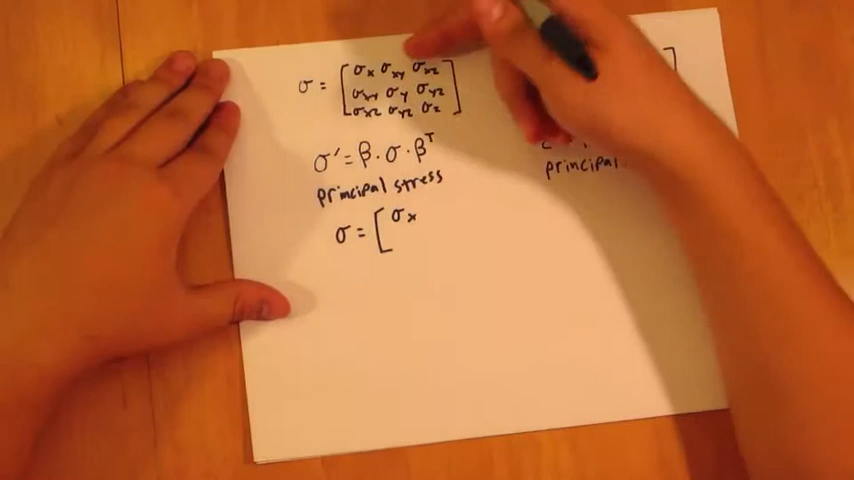 σ = [ σx σxy σxz
σxy σy σyz
σxz σyz σz ]
σ' = β · σ · β^T
principal stress
σ = [ σx
principal